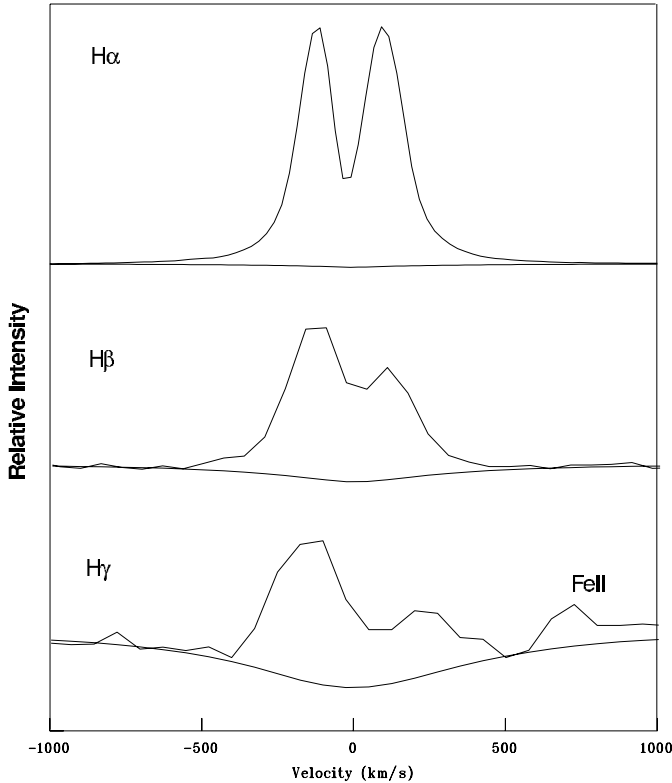 Hα
Relative Intensity
Hβ
Hγ
FeII
-1000
-500
0
500
1000
Velocity (km/s)